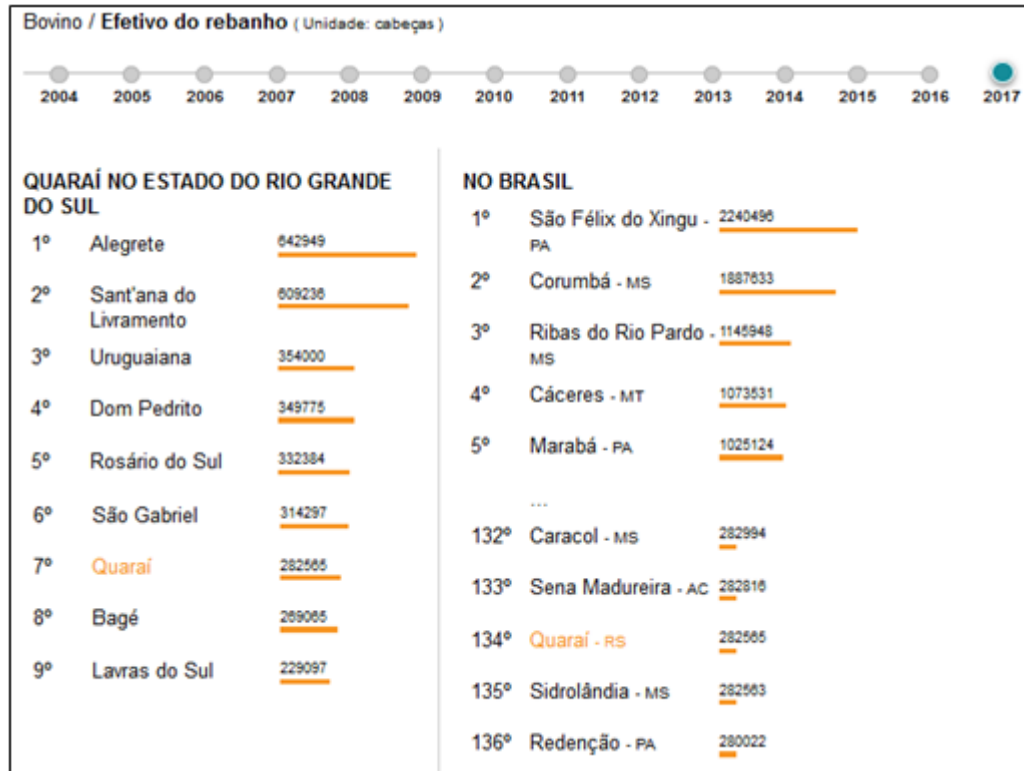 Bovino / Efetivo do rebanho ( Unidade: cabeças )
2004 2005 2006 2007 2008 2009 2010 2011 2012 2013 2014 2015 2016 2017
QUARAÍ NO ESTADO DO RIO GRANDE
DO SUL
1º Alegrete 642949
2º Sant'ana do
Livramento 609236
3º Uruguaiana 354000
4º Dom Pedrito 349775
5º Rosário do Sul 332384
6º São Gabriel 314297
7º Quaraí 282565
8º Bagé 269065
9º Lavras do Sul 229097
NO BRASIL
1º São Félix do Xingu - 2240496
PA
2º Corumbá - MS 1887633
3º Ribas do Rio Pardo - 1145948
MS
4º Cáceres - MT 1073531
5º Marabá - PA 1025124
...
132º Caracol - MS 282994
133º Sena Madureira - AC 282816
134º Quaraí - RS 282565
135º Sidrolândia - MS 282563
136º Redenção - PA 280022